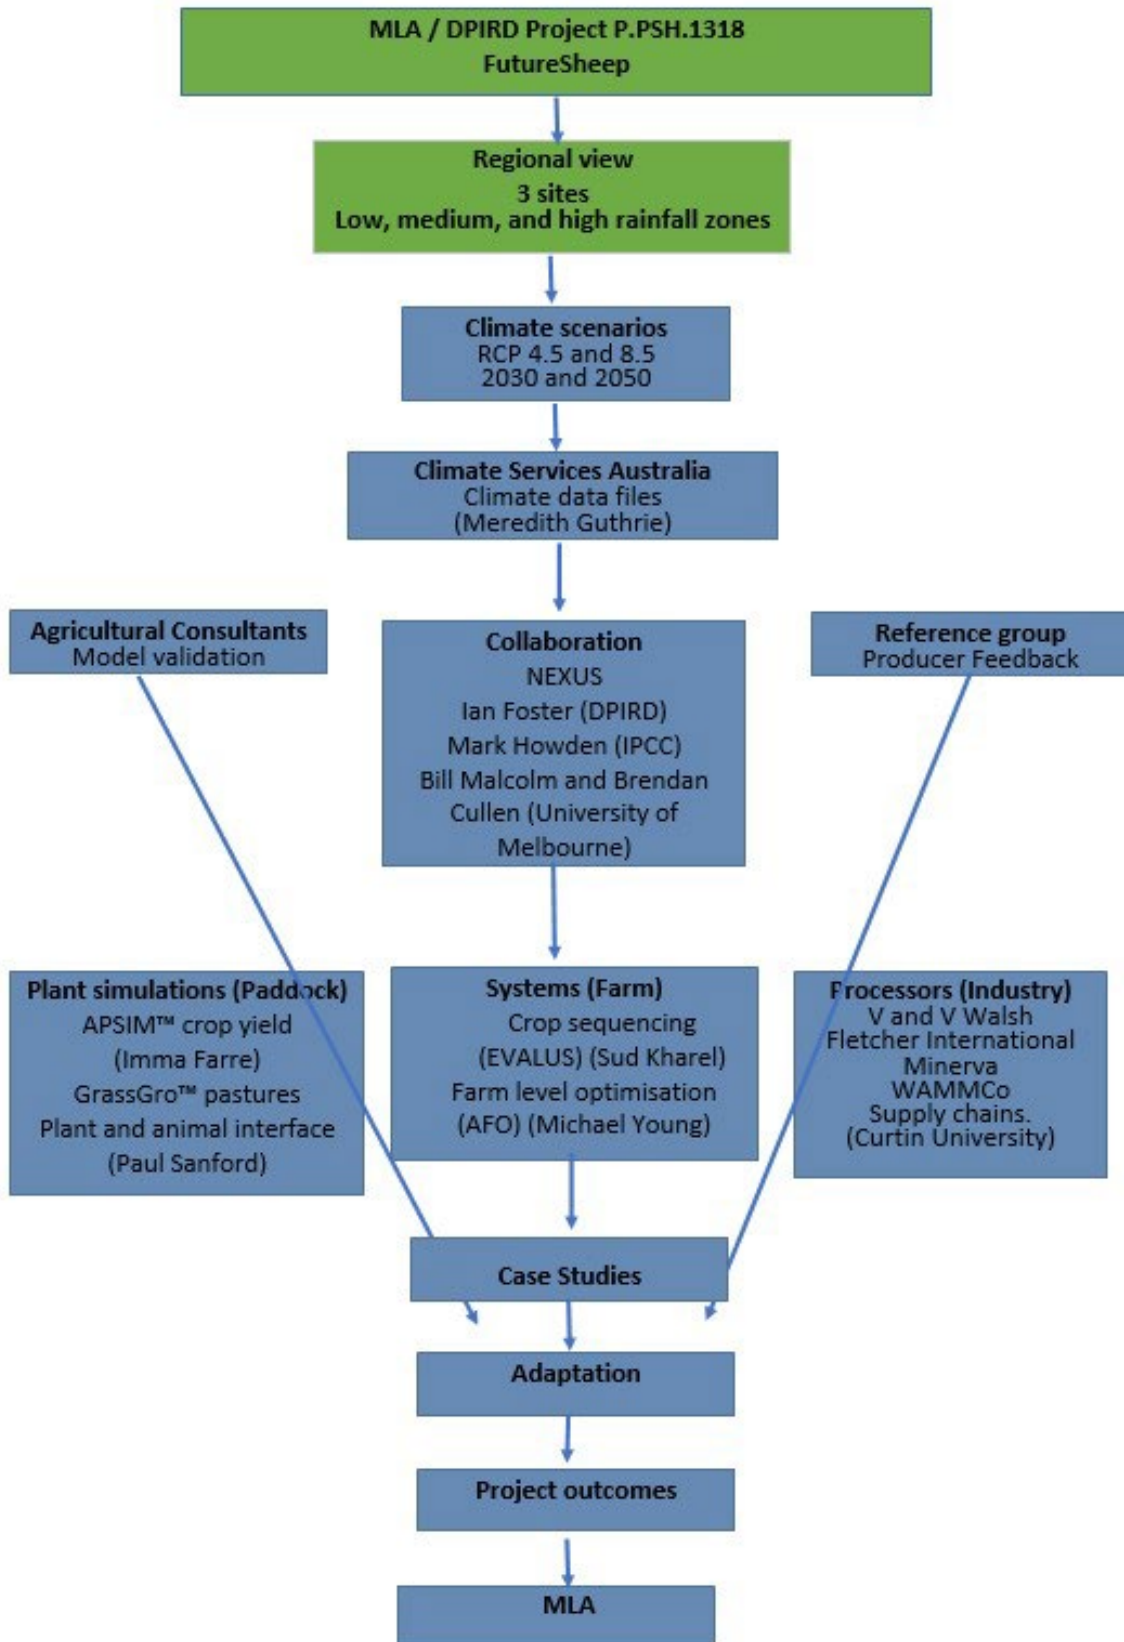 MLA / DPIRD Project P.PSH.1318
FutureSheep
Regional view
3 sites
Low, medium, and high rainfall zones
Climate scenarios
RCP 4.5 and 8.5
2030 and 2050
Climate Services Australia
Climate data files
(Meredith Guthrie)
Agricultural Consultants
Model validation
Collaboration
NEXUS
Ian Foster (DPIRD)
Mark Howden (IPCC)
Bill Malcolm and Brendan
Cullen (University of
Melbourne)
Reference group
Producer Feedback
Plant simulations (Paddock)
APSIM™ crop yield
(Imma Farre)
GrassGro™ pastures
Plant and animal interface
(Paul Sanford)
Systems (Farm)
Crop sequencing
(EVALUS) (Sud Kharel)
Farm level optimisation
(AFO) (Michael Young)
Processors (Industry)
V and V Walsh
Fletcher International
Minerva
WAMMCo
Supply chains.
(Curtin University)
Case Studies
Adaptation
Project outcomes
MLA